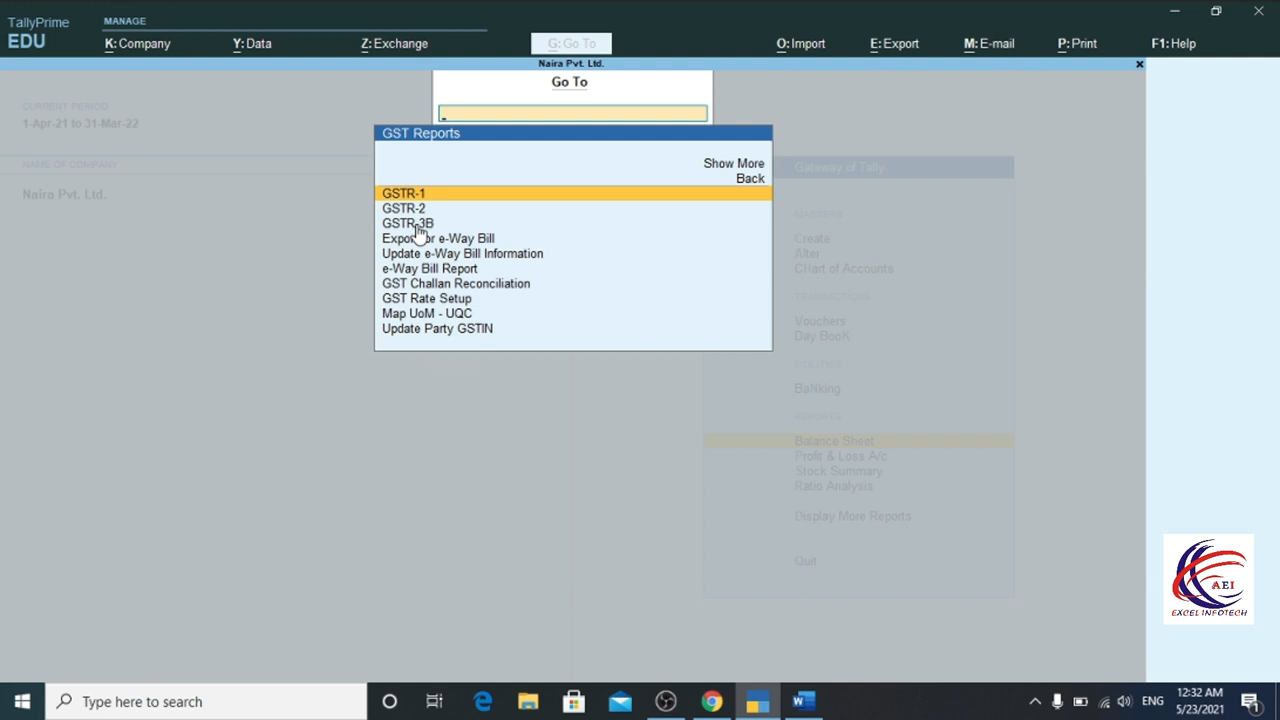 TallyPrime
EDU
MANAGE
K: Company
Y: Data
Z: Exchange
G: Go To
O: Import
E: Export
M: E-mail
P: Print
F1: Help
Naira Pvt. Ltd.
Go To
CURRENT PERIOD
1-Apr-21 to 31-Mar-22
NAME OF COMPANY
Naira Pvt. Ltd.
GST Reports
Show More
Back
GSTR-1
GSTR-2
GSTR-3B
Export for e-Way Bill
Update e-Way Bill Information
e-Way Bill Report
GST Challan Reconciliation
GST Rate Setup
Map UoM - UQC
Update Party GSTIN
Gateway of Tally
MASTERS
Create
Alter
CHart of Accounts
TRANSACTIONS
Vouchers
Day BooK
UTILITIES
BaNking
REPORTS
Balance Sheet
Profit & Loss A/c
Stock Summary
Ratio Analysis
Display More Reports
Quit
AEI
EXCEL INFOTECH
Type here to search
ENG
12:32 AM
5/23/2021
1